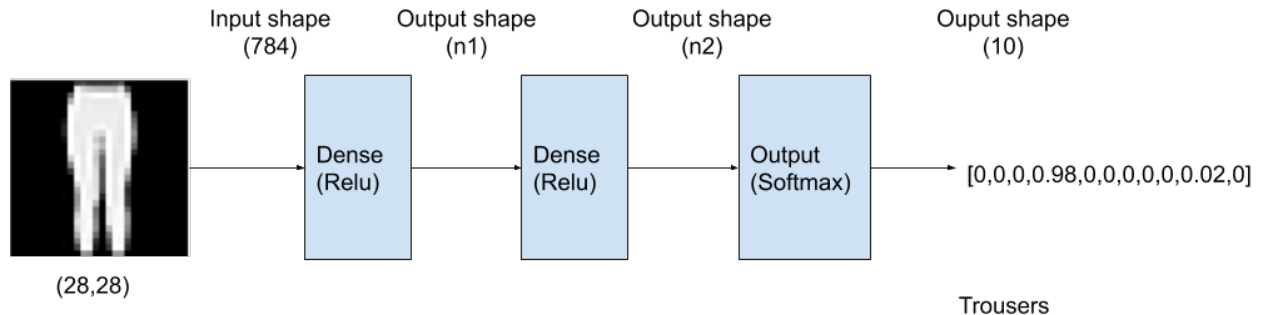 Input shape
(784)
Output shape
(n1)
Output shape
(n2)
Ouput shape
(10)
Dense
(Relu)
Dense
(Relu)
Output
(Softmax)
[0,0,0,0.98,0,0,0,0,0,0.02,0]
(28,28)
Trousers